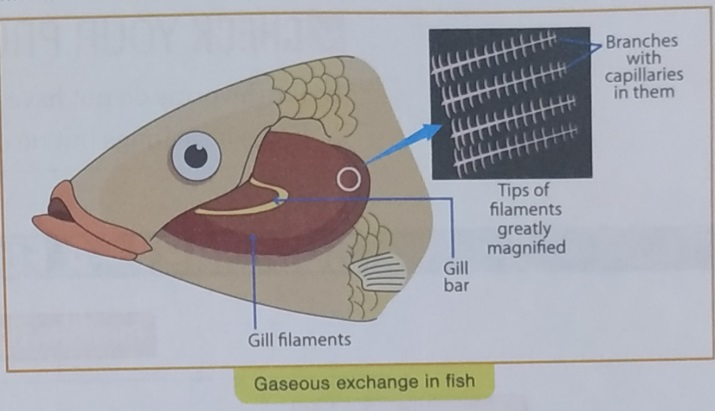 Branches
with
capillaries
in them
Tips of
filaments
greatly
magnified
Gill
bar
Gill filaments
Gaseous exchange in fish